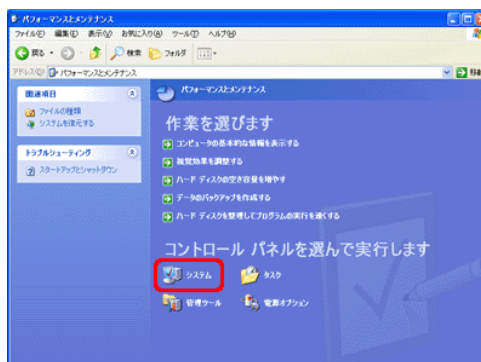 パフォーマンスとメンテナンス
ファイル(F) 編集(E) 表示(V) お気に入り(A) ツール(T) ヘルプ(H)
戻る 検索 フォルダ
アドレス(D) パフォーマンスとメンテナンス 移動
関連項目
ファイルの種類
システムを復元する
トラブルシューティング
スタートアップとシャットダウン
パフォーマンスとメンテナンス
作業を選びます
コンピュータの基本的な情報を表示する
視覚効果を調整する
ハード ディスクの空き容量を増やす
データのバックアップを作成する
ハード ディスクを整理してプログラムの実行を速くする
コントロール パネルを選んで実行します
システム タスク
管理ツール 電源オプション